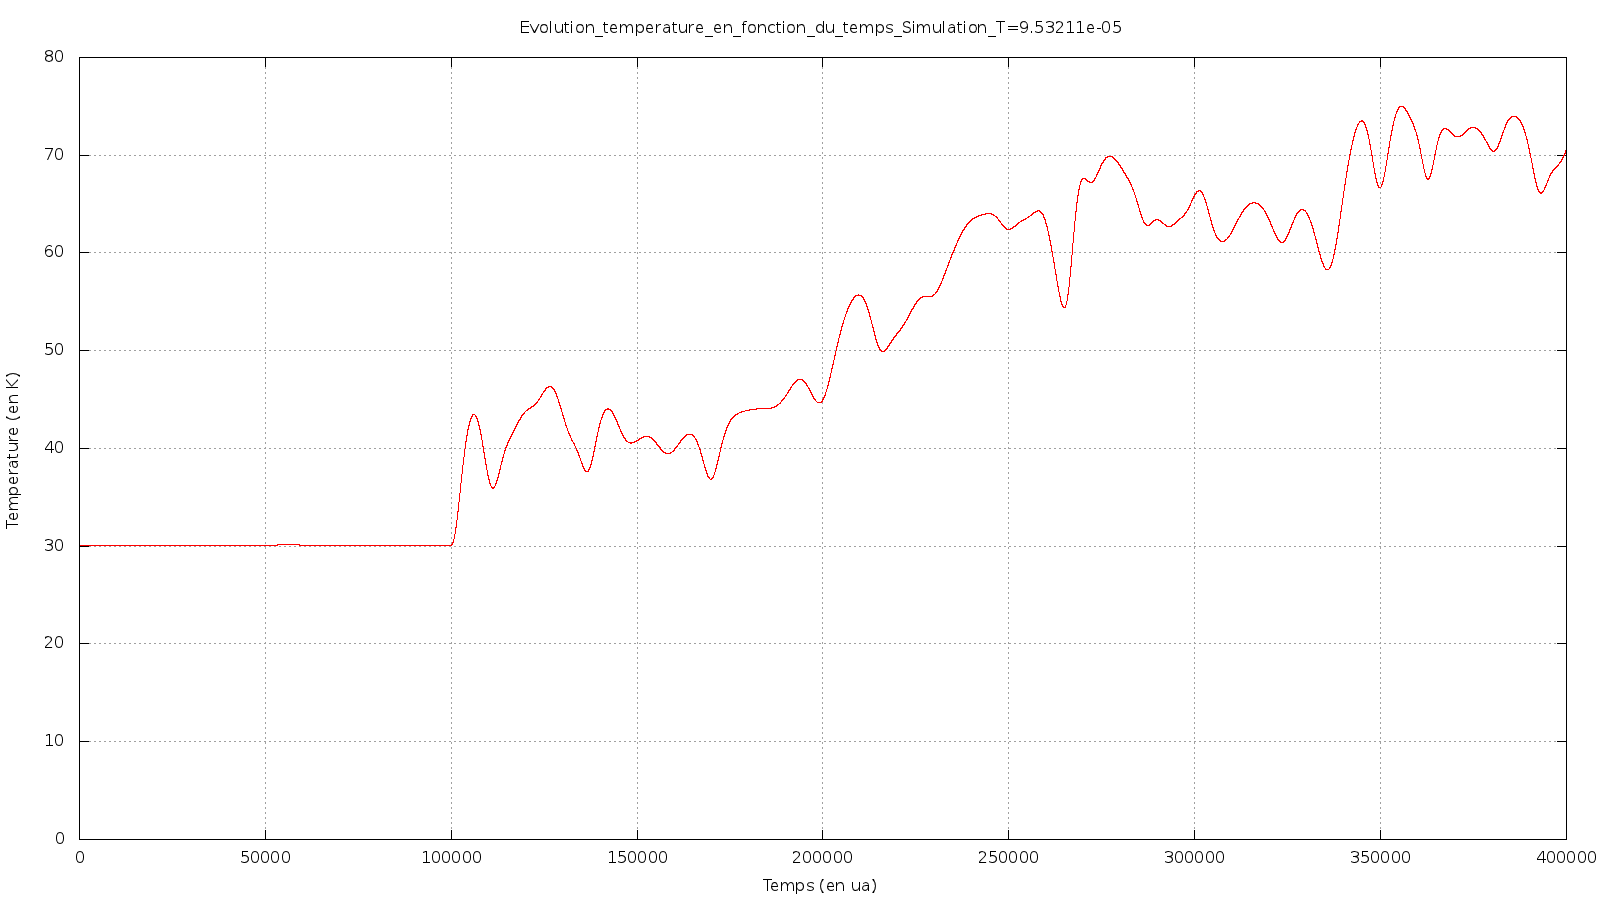 Evolution_temperature_en_fonction_du_temps_Simulation_T=9.53211e-05
80
70
60
50
40
30
20
10
0
Temperature (en K)
0 50000 100000 150000 200000 250000 300000 350000 400000
Temps (en ua)